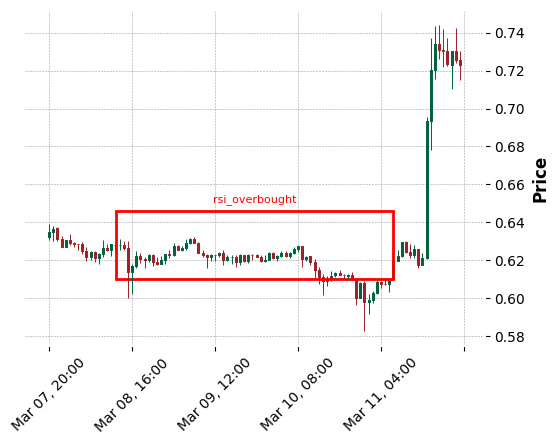 0.74
0.72
0.70
0.68
0.66
0.64
0.62
0.60
0.58
Price
rsi_overbought
Mar 07, 20:00
Mar 08, 16:00
Mar 09, 12:00
Mar 10, 08:00
Mar 11, 04:00